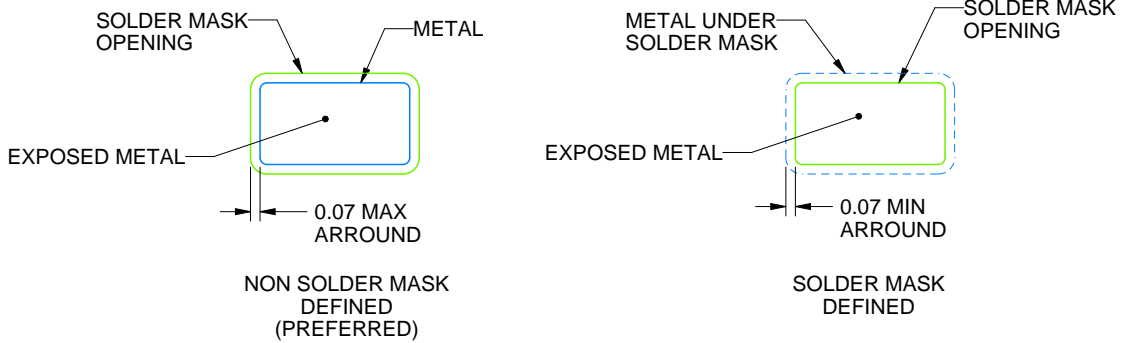 SOLDER MASK
OPENING
METAL
EXPOSED METAL
0.07 MAX
ARROUND
NON SOLDER MASK
DEFINED
(PREFERRED)
METAL UNDER
SOLDER MASK
SOLDER MASK
OPENING
EXPOSED METAL
0.07 MIN
ARROUND
SOLDER MASK
DEFINED